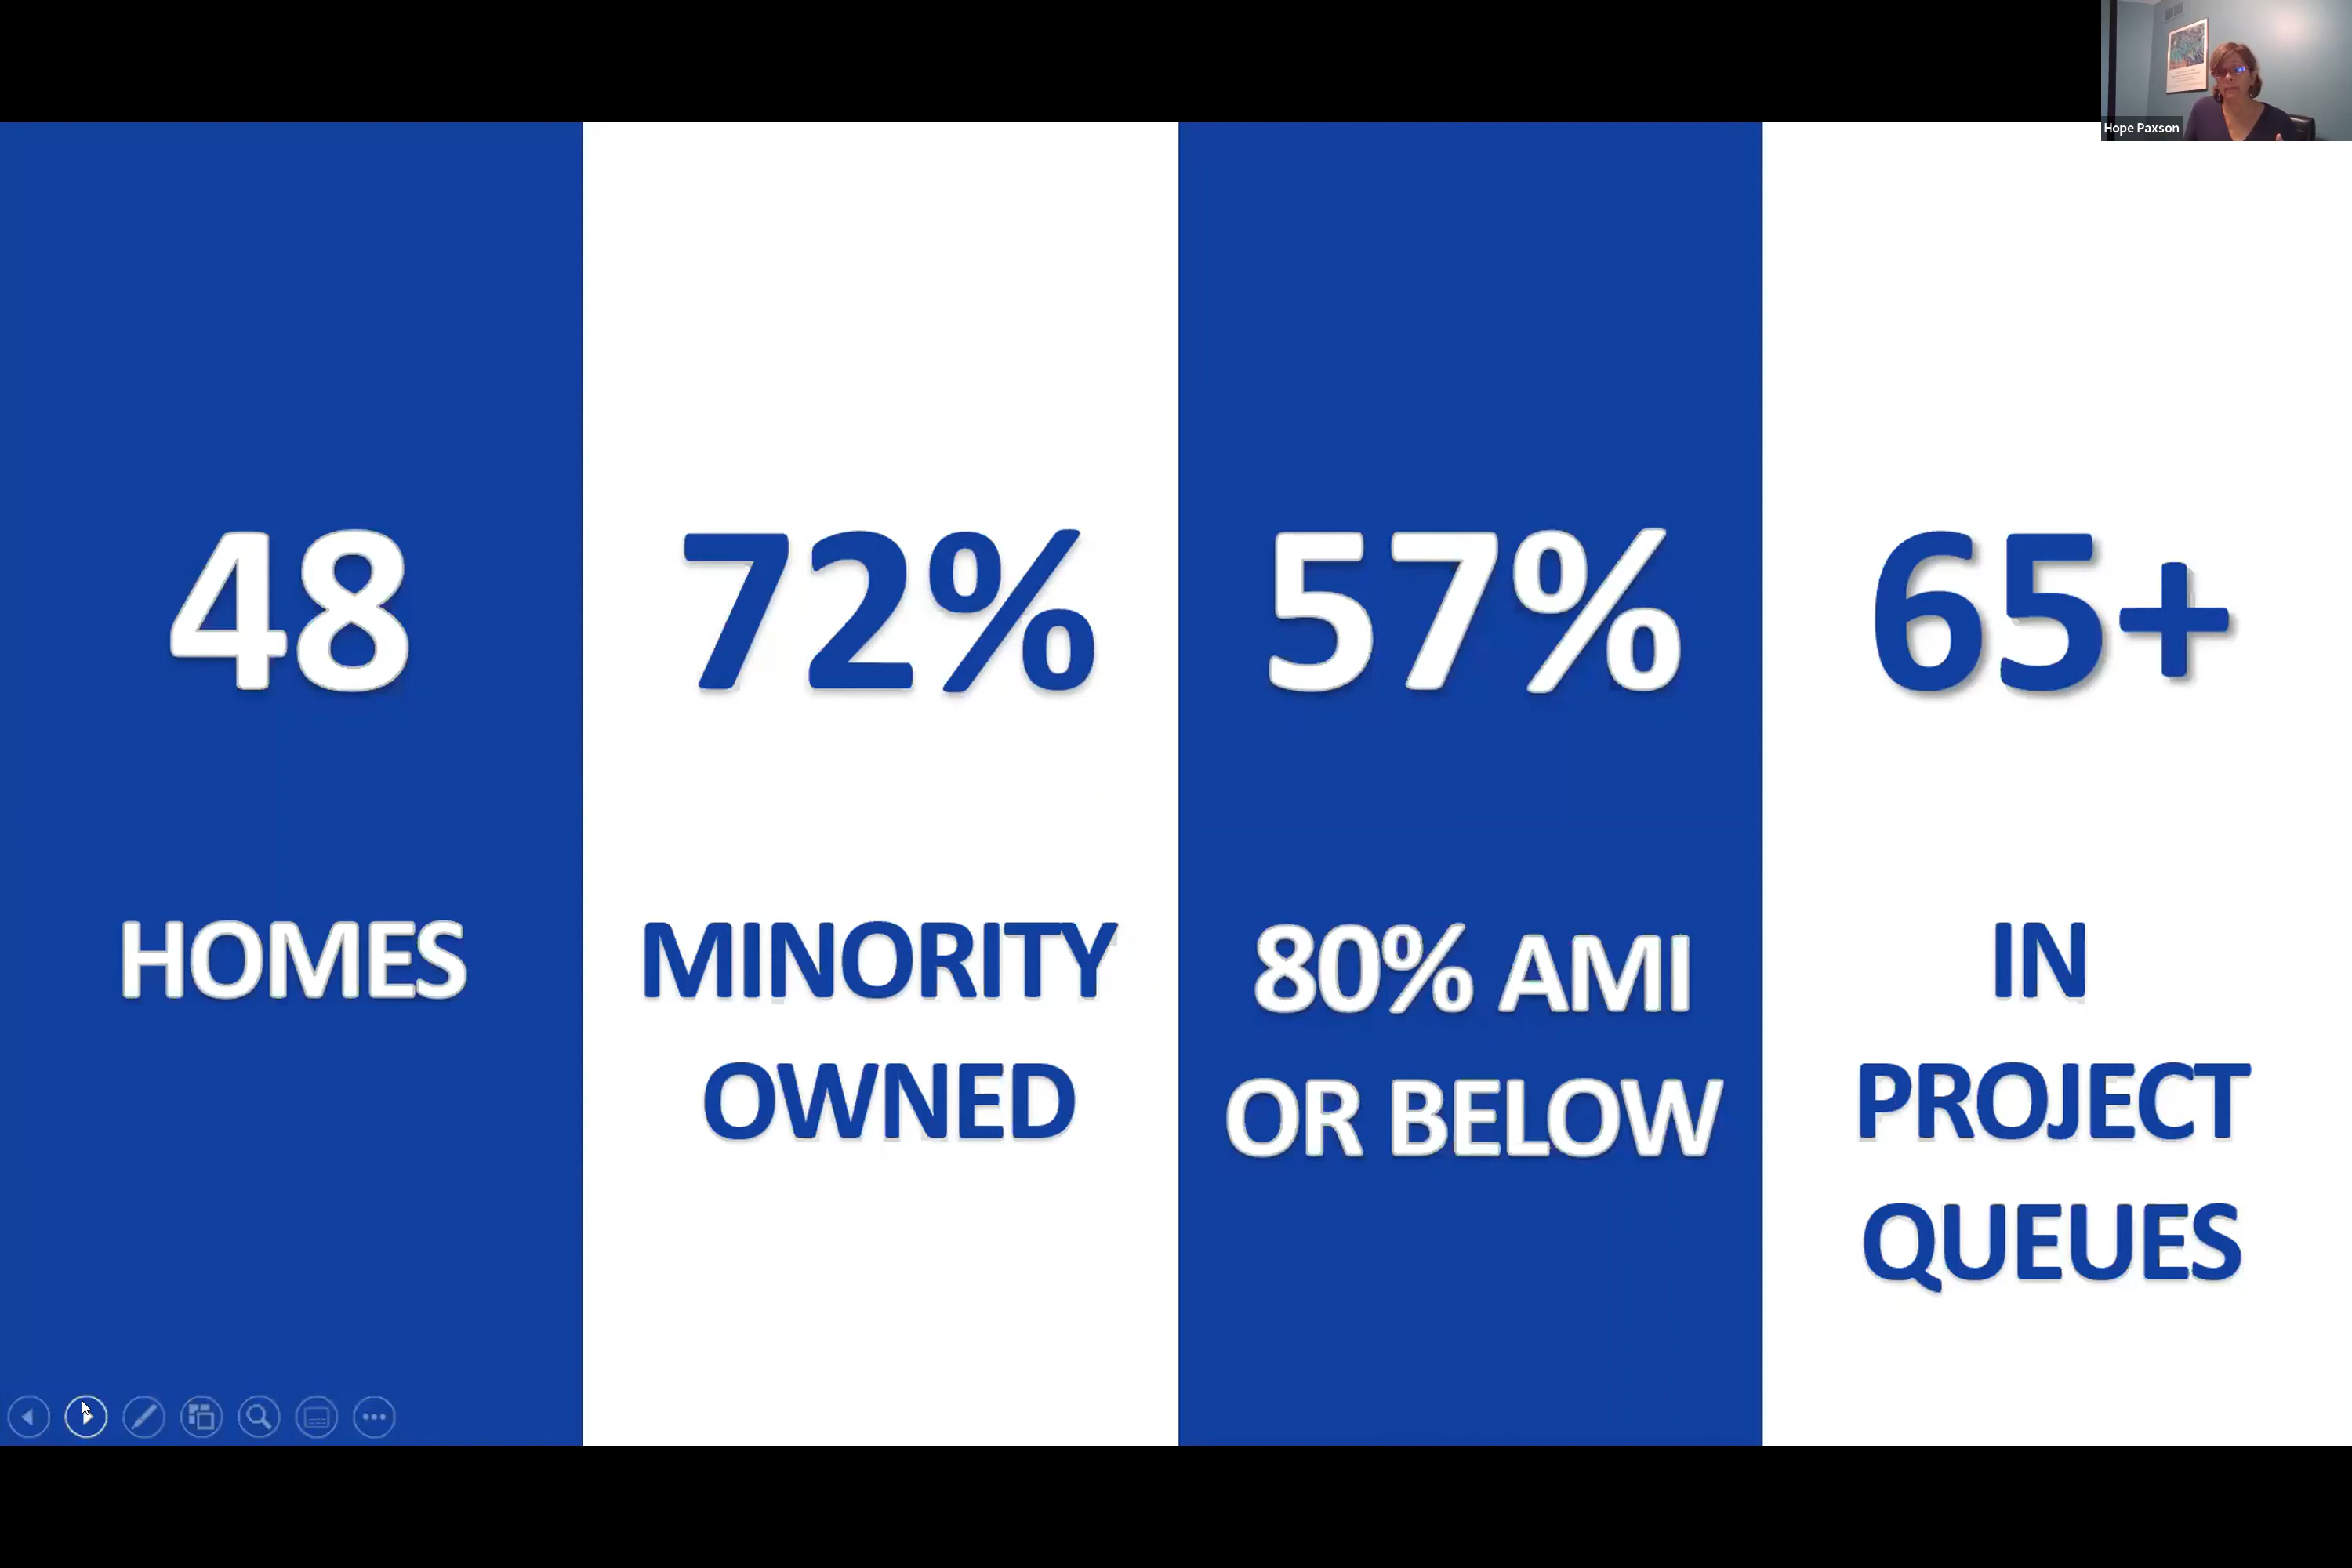 Hope Paxson
48
HOMES
72%
MINORITY
OWNED
57%
80% AMI
OR BELOW
65+
IN
PROJECT
QUEUES